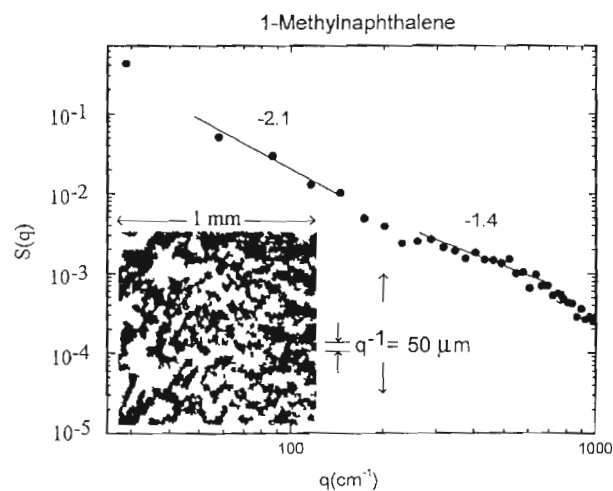 1-Methylnaphthalene
S(q)
10-1
10-2
10-3
10-4
10-5
-2.1
-1.4
1 mm
q-1 = 50 μm
100
1000
q(cm-1)